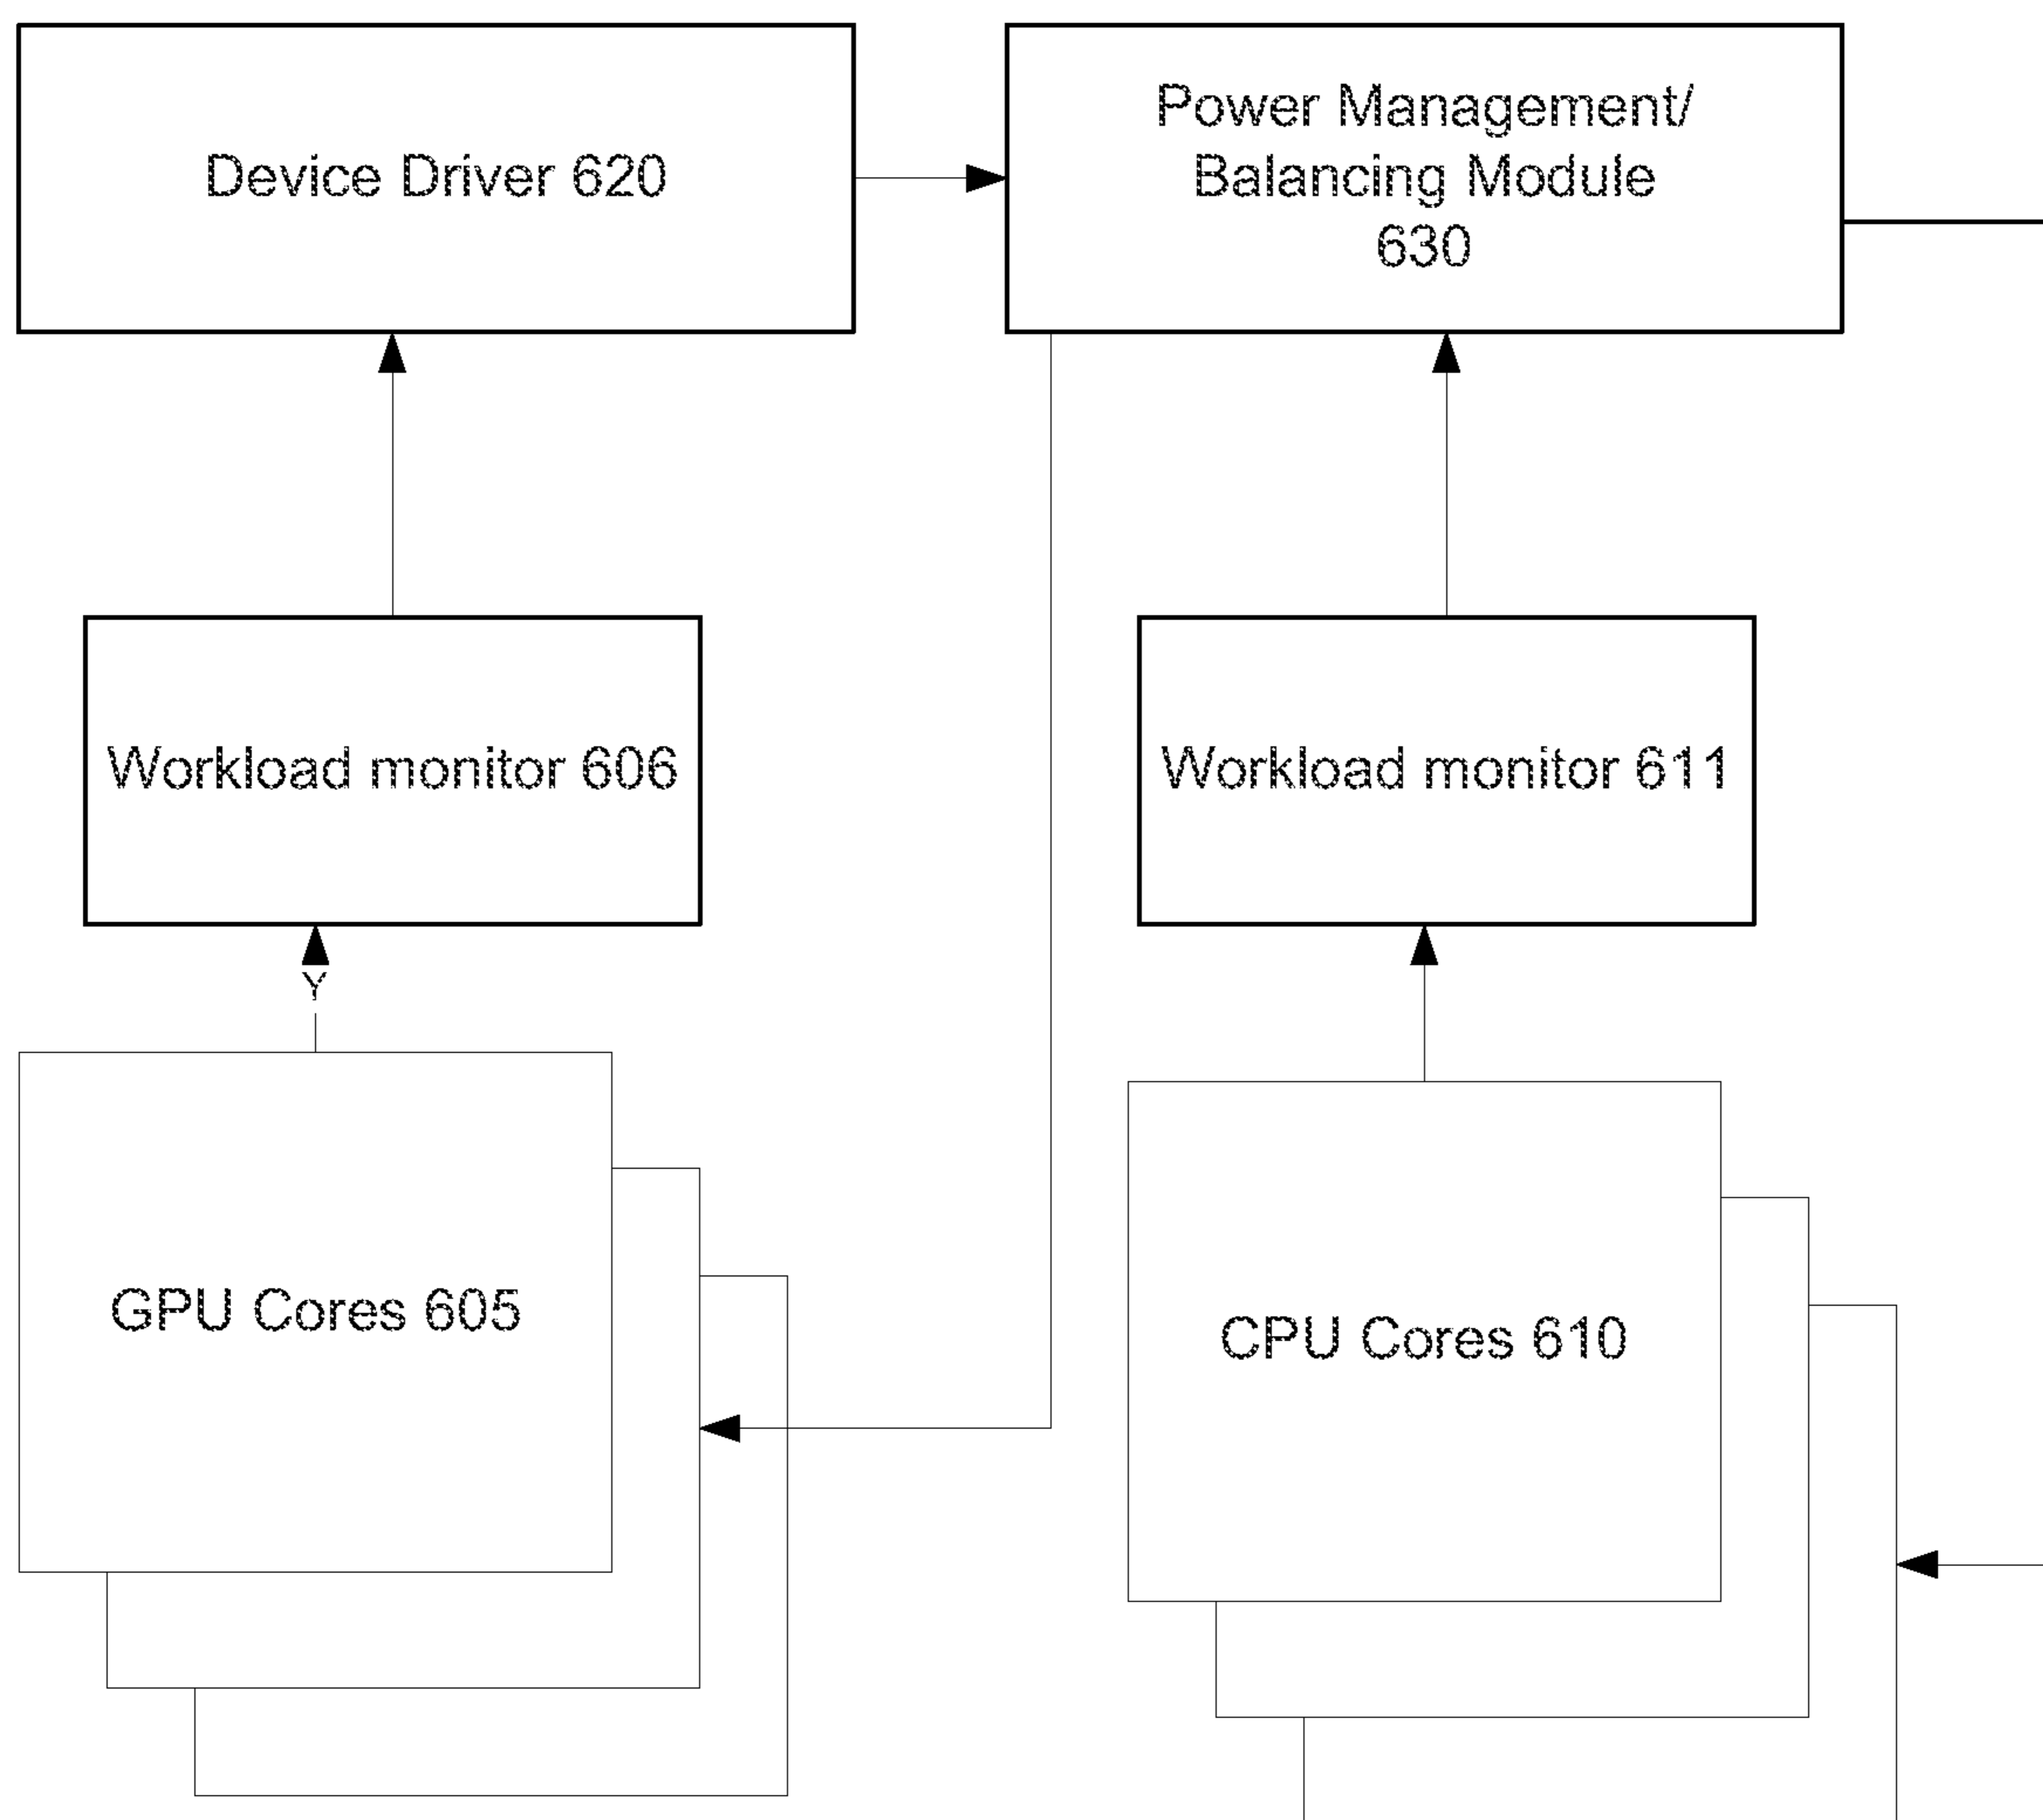 Device Driver 620
Power Management/
Balancing Module
630
Workload monitor 606
Workload monitor 611
Y
GPU Cores 605
CPU Cores 610